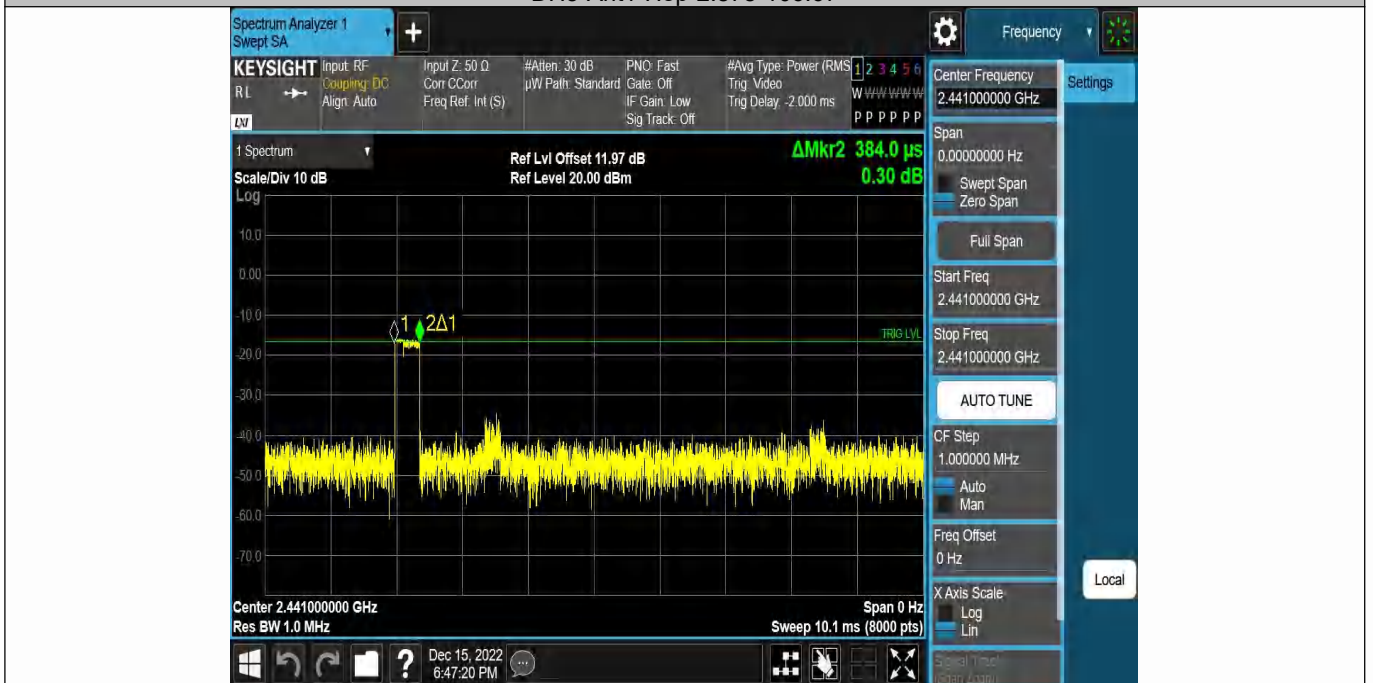 Spectrum Analyzer 1
Swept SA
+
Frequency
KEYSIGHT
RL
LXI
Input: RF
Coupling: DC
Align: Auto
Input Z: 50 Ω
Corr CCorr
Freq Ref: Int (S)
#Atten: 30 dB
µW Path: Standard
PNO: Fast
Gate: Off
IF Gain: Low
Sig Track: Off
#Avg Type: Power (RMS
Trig: Video
Trig Delay: -2.000 ms
1 2 3 4 5 6
W W W W W W
P P P P P P
1 Spectrum
Scale/Div 10 dB
Log
Ref Lvl Offset 11.97 dB
Ref Level 20.00 dBm
ΔMkr2 384.0 µs
0.30 dB
10.0
0.00
-10.0
-20.0
-30.0
-40.0
-50.0
-60.0
-70.0
1
2Δ1
TRIG LVL
Center 2.441000000 GHz
Res BW 1.0 MHz
Span 0 Hz
Sweep 10.1 ms (8000 pts)
Center Frequency
2.441000000 GHz
Settings
Span
0.00000000 Hz
Swept Span
Zero Span
Full Span
Start Freq
2.441000000 GHz
Stop Freq
2.441000000 GHz
AUTO TUNE
CF Step
1.000000 MHz
Auto
Man
Freq Offset
0 Hz
X Axis Scale
Log
Lin
Local
?
Dec 15, 2022
6:47:20 PM